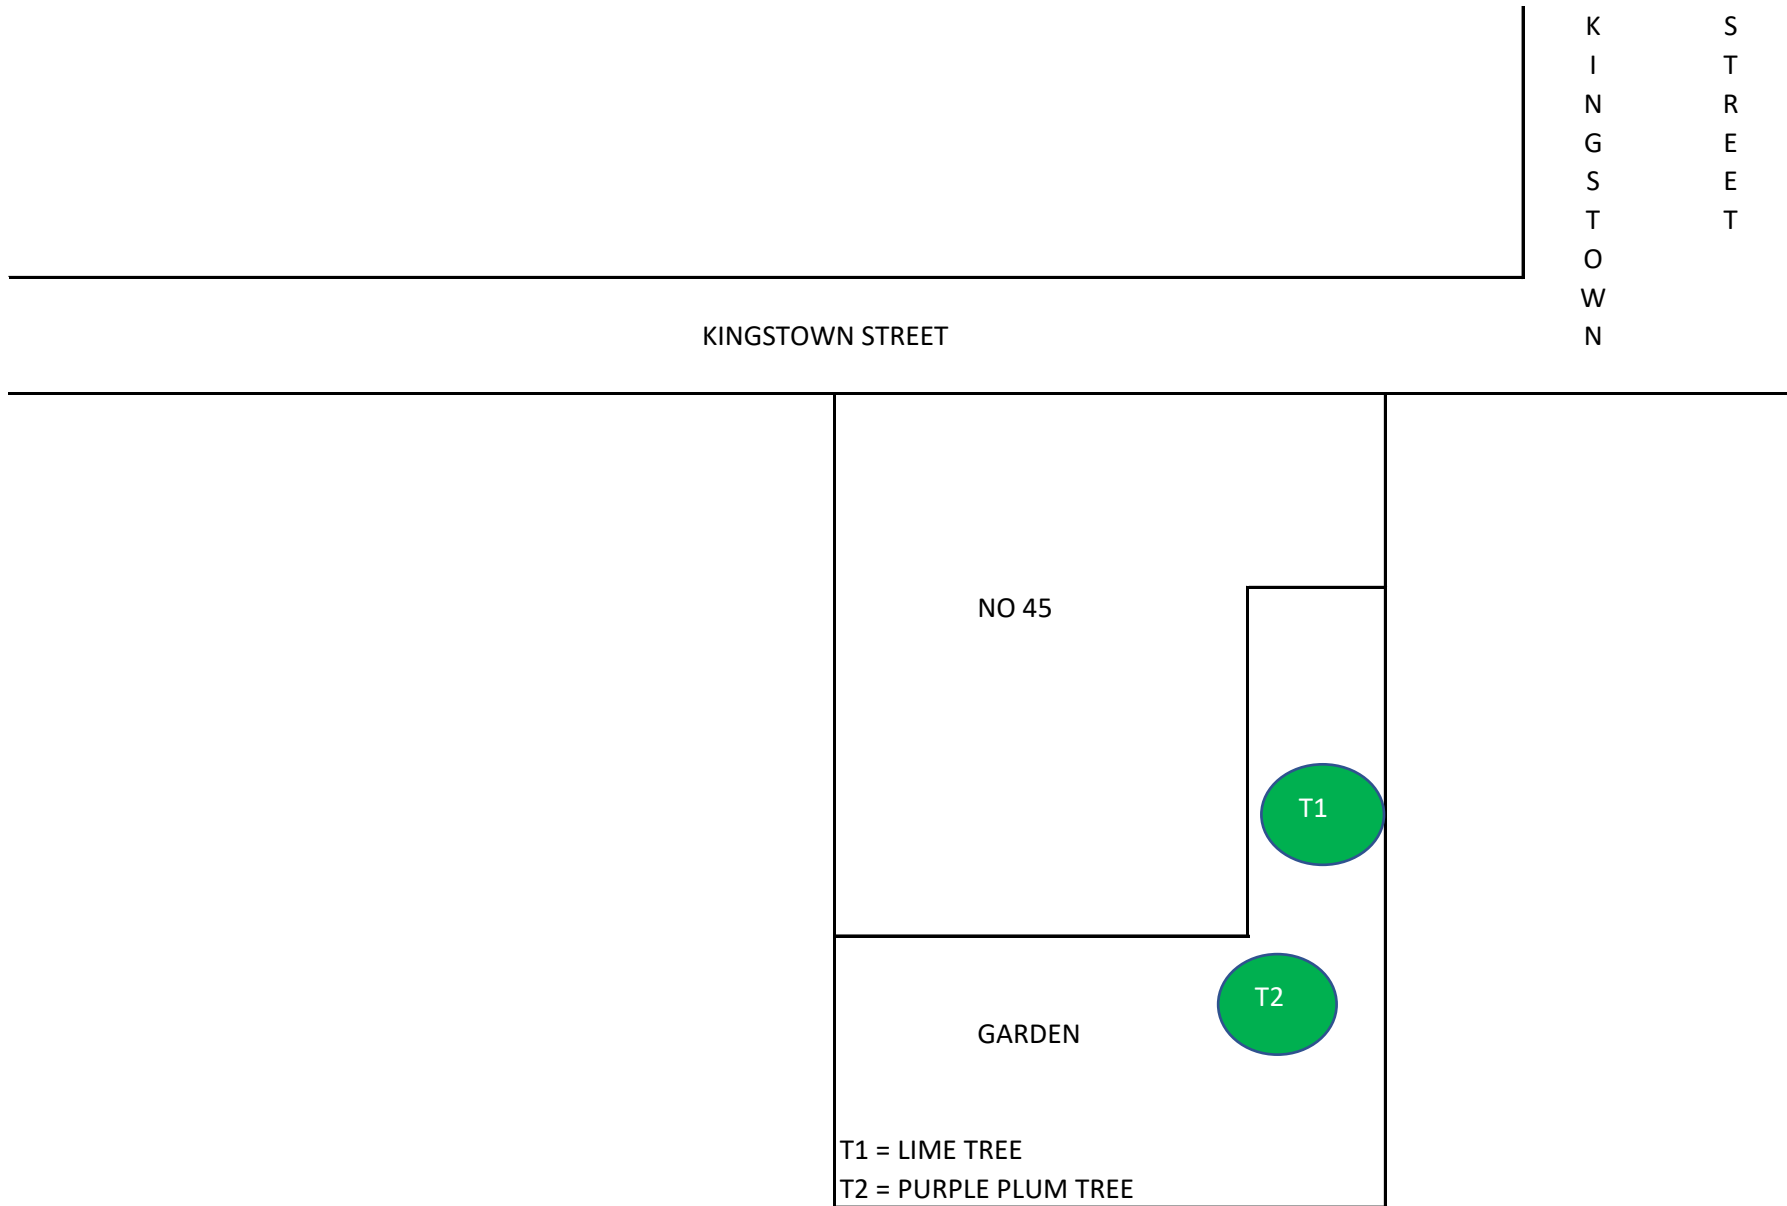 KINGSTOWN
STREET
KINGSTOWN STREET
NO 45
T1
T2
GARDEN
T1 = LIME TREE
T2 = PURPLE PLUM TREE